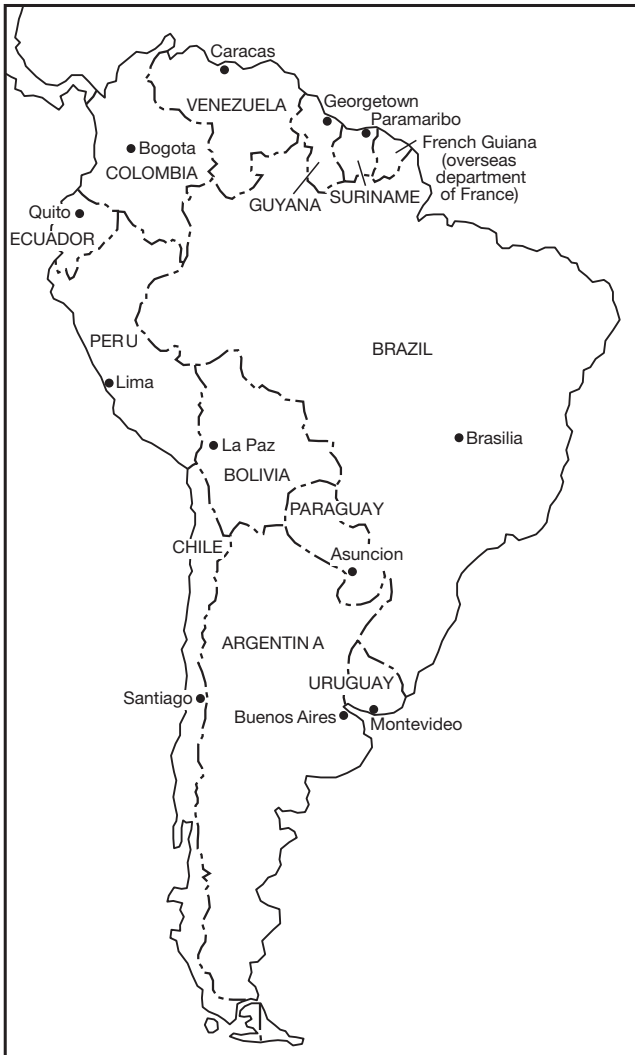 Caracas
VENEZUELA
Georgetown
Paramaribo
French Guiana
(overseas
department
of France)
Bogota
COLOMBIA
GUYANA
SURINAME
Quito
ECUADOR
PERU
BRAZIL
Lima
Brasilia
La Paz
BOLIVIA
PARAGUAY
CHILE
Asuncion
ARGENTINA
URUGUAY
Santiago
Buenos Aires
Montevideo